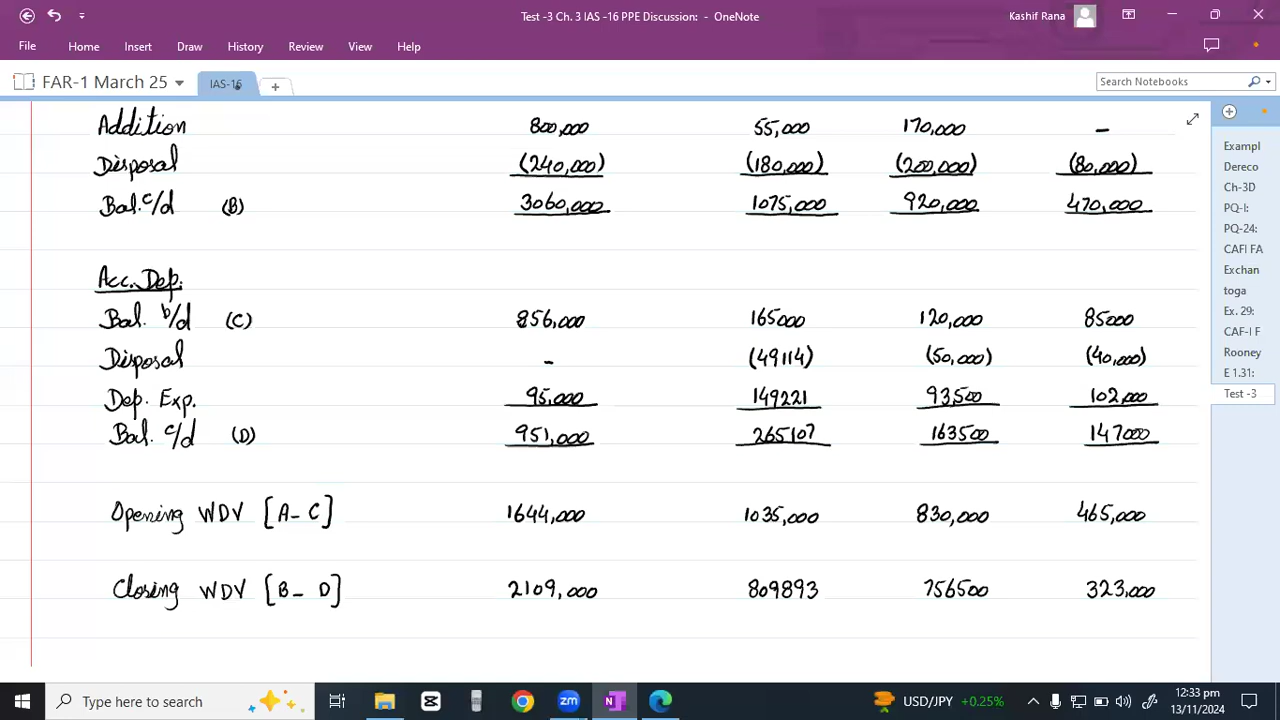 Test -3 Ch. 3 IAS -16 PPE Discussion: - OneNote
Kashif Rana
File Home Insert Draw History Review View Help
FAR-1 March 25
IAS-16
+
Search Notebooks
Addition 800,000 55,000 170,000 -
Disposal (240,000) (180,000) (200,000) (80,000)
Bal. c/d (B) 3060,000 1075,000 920,000 470,000
Acc. Dep.
Bal. b/d (C) 856,000 165000 120,000 85000
Disposal - (49114) (50,000) (40,000)
Dep. Exp. 95,000 149221 93500 102,000
Bal. c/d (D) 951,000 265107 163500 147000
Opening WDV [A - C] 1644,000 1035,000 830,000 465,000
Closing WDV [B - D] 2109,000 809893 756500 323,000
Exampl
Dereco
Ch-3D
PQ-I:
PQ-24:
CAFI FA
Exchan
toga
Ex. 29:
CAF-I F
Rooney
E 1.31:
Test -3
Type here to search
zm
USD/JPY +0.25%
12:33 pm
13/11/2024